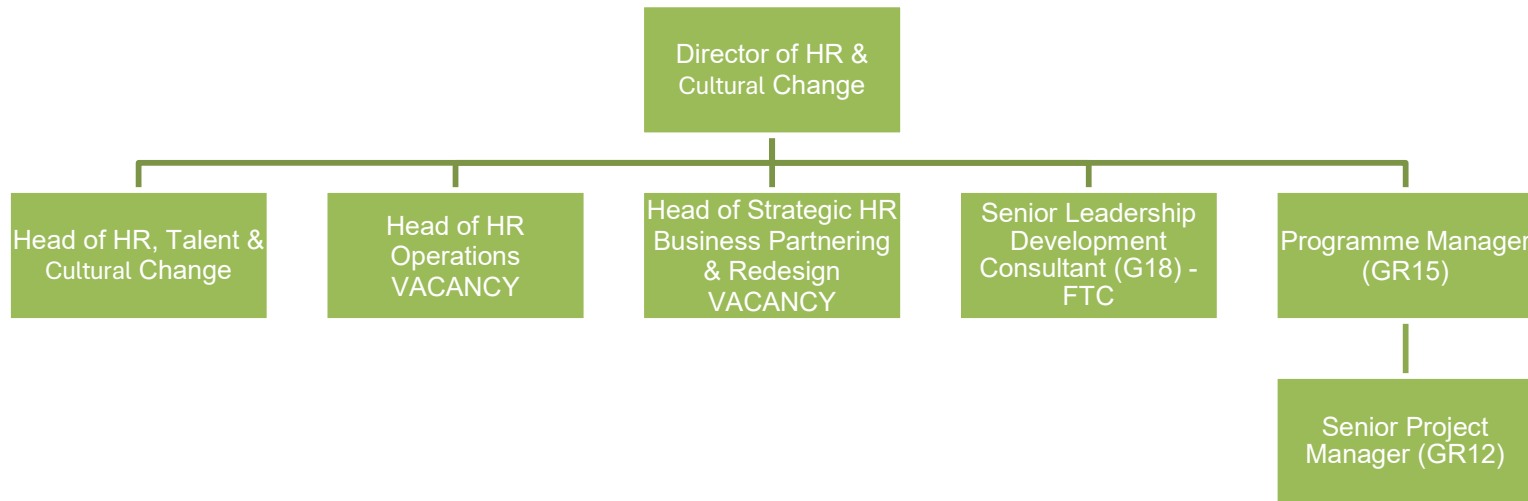 Director of HR &
Cultural Change
Head of HR, Talent &
Cultural Change
Head of HR
Operations
VACANCY
Head of Strategic HR
Business Partnering
& Redesign
VACANCY
Senior Leadership
Development
Consultant (G18) -
FTC
Programme Manager
(GR15)
Senior Project
Manager (GR12)